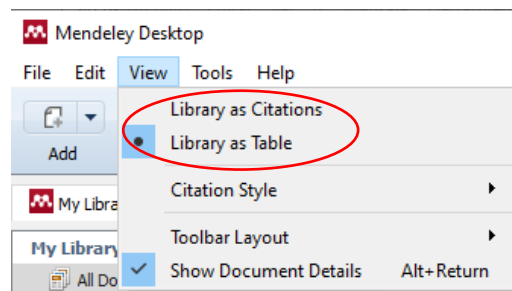 Mendeley Desktop
File Edit View Tools Help
Library as Citations
Library as Table
Add
Citation Style
My Libra
Toolbar Layout
My Library
Show Document Details Alt+Return
All Do